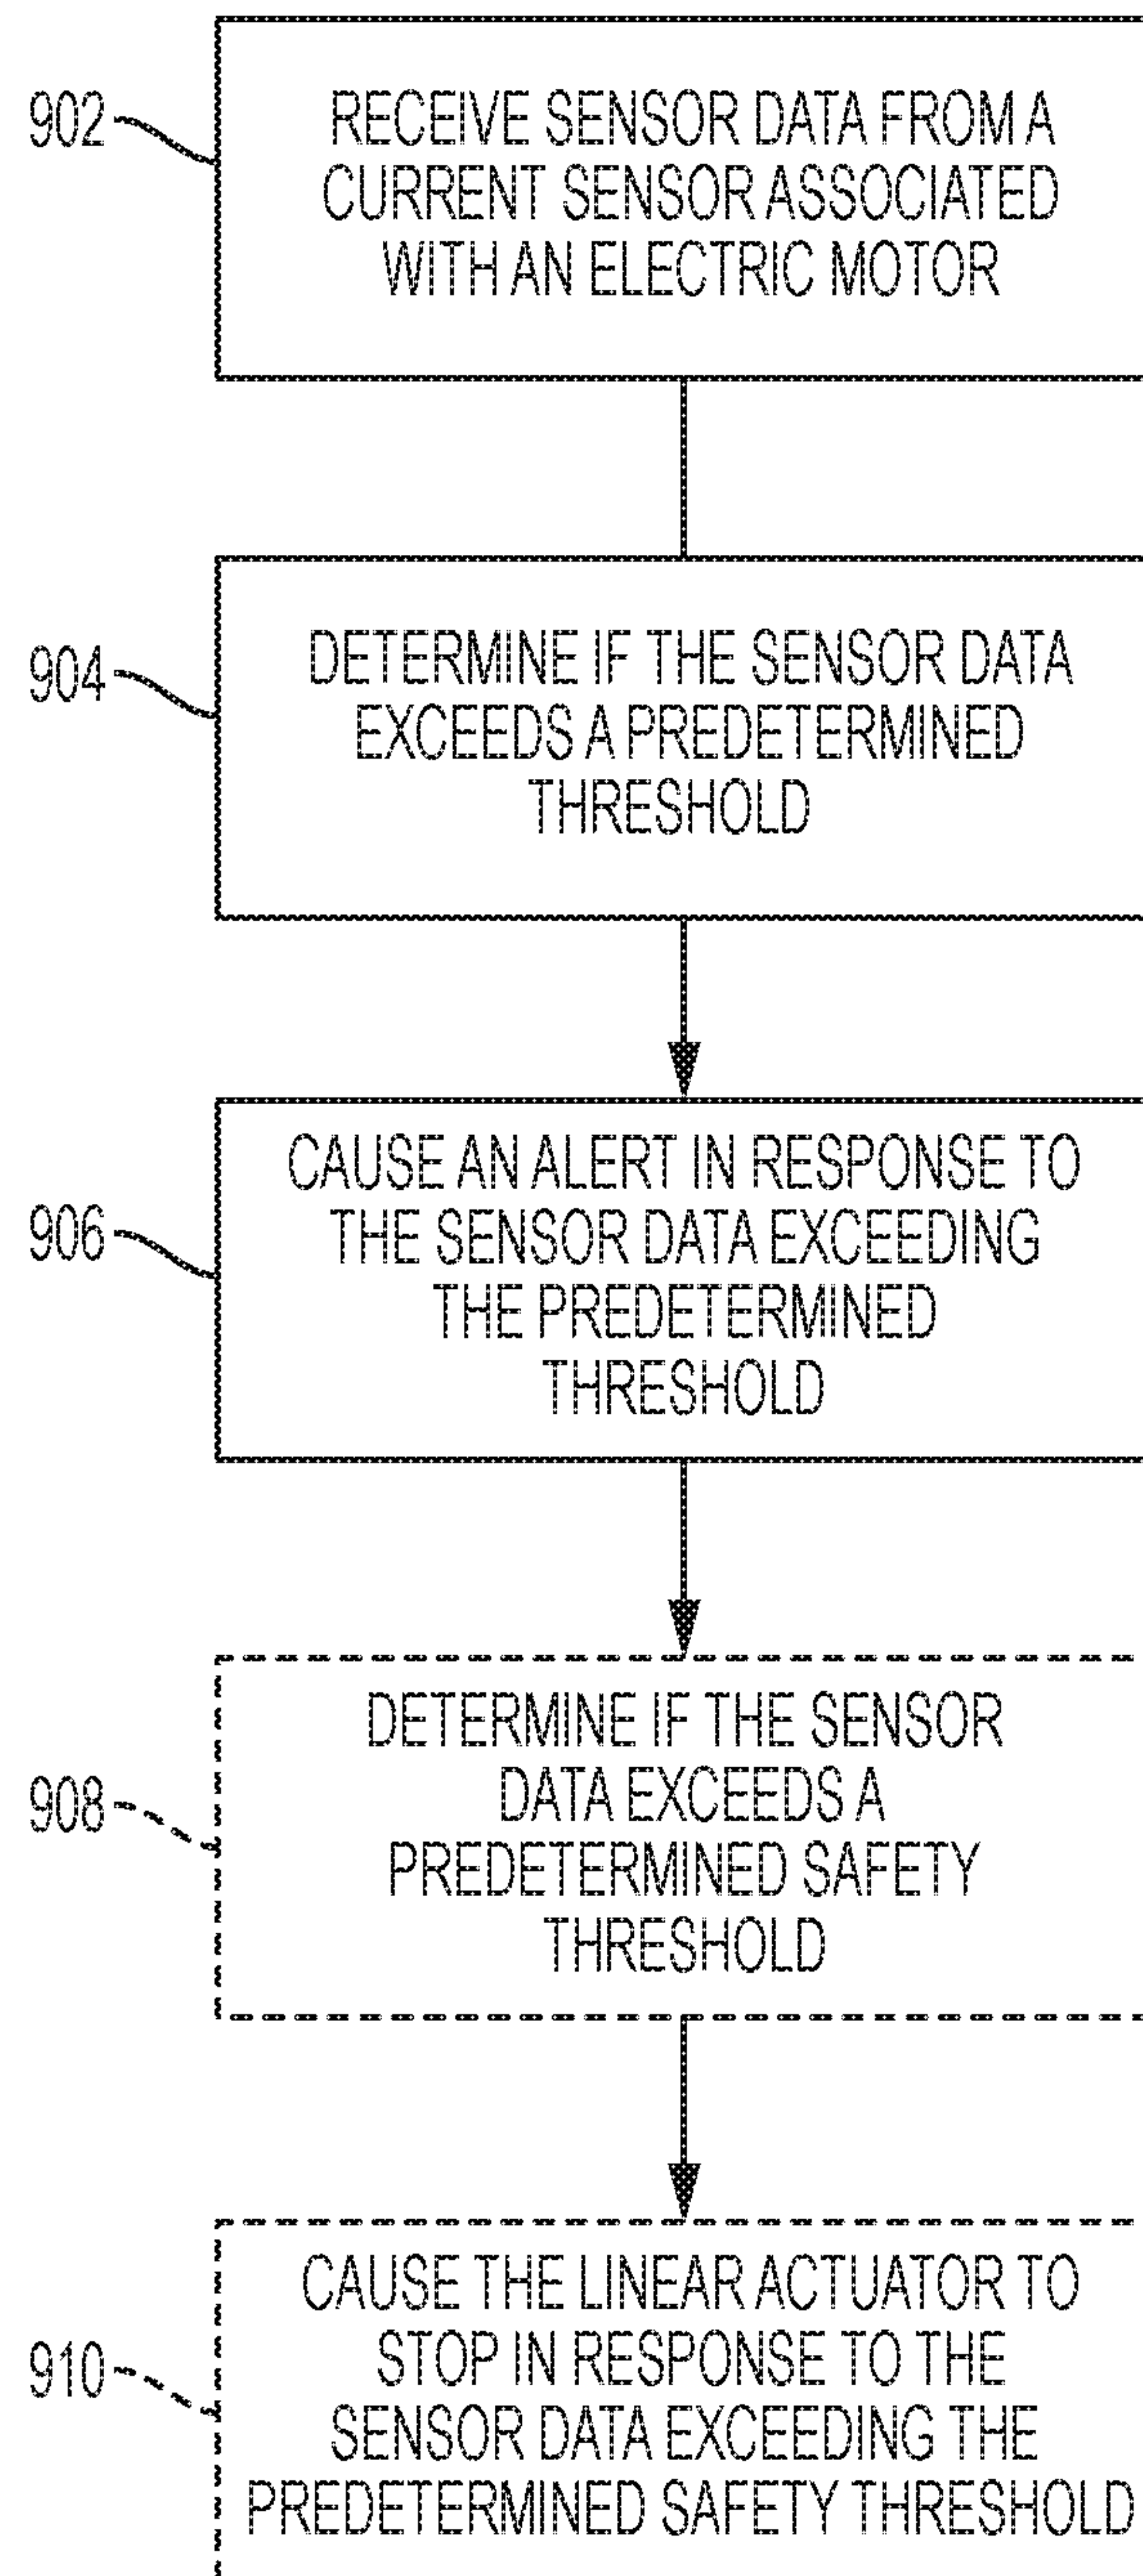 902
RECEIVE SENSOR DATA FROM A
CURRENT SENSOR ASSOCIATED
WITH AN ELECTRIC MOTOR
904
DETERMINE IF THE SENSOR DATA
EXCEEDS A PREDETERMINED
THRESHOLD
906
CAUSE AN ALERT IN RESPONSE TO
THE SENSOR DATA EXCEEDING
THE PREDETERMINED
THRESHOLD
908
DETERMINE IF THE SENSOR
DATA EXCEEDS A
PREDETERMINED SAFETY
THRESHOLD
910
CAUSE THE LINEAR ACTUATOR TO
STOP IN RESPONSE TO THE
SENSOR DATA EXCEEDING THE
PREDETERMINED SAFETY THRESHOLD